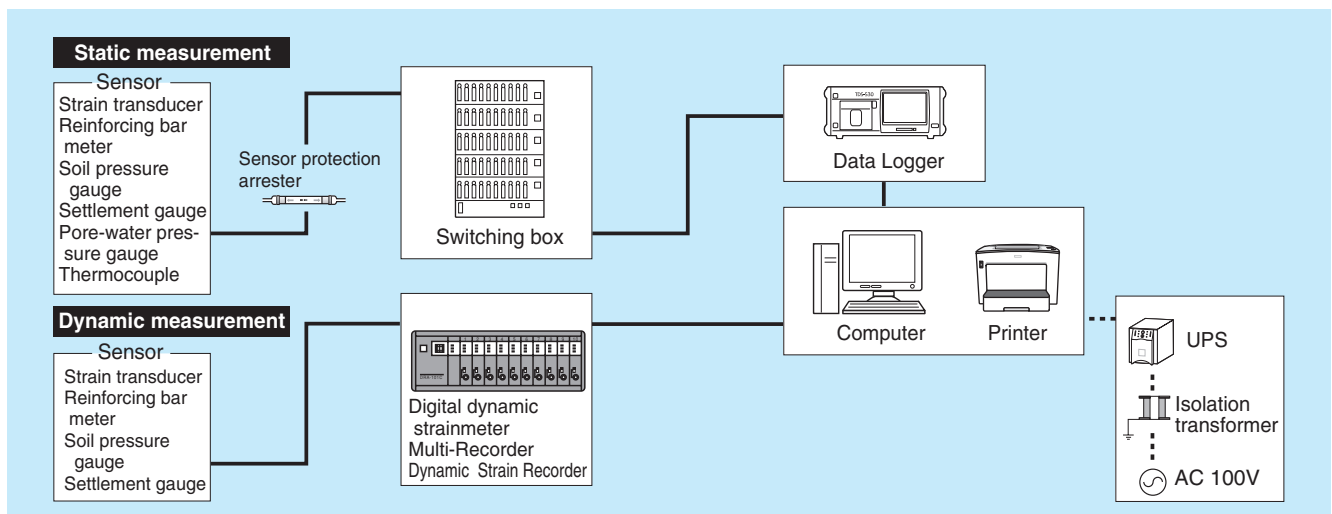 Static measurement
Sensor
Strain transducer
Reinforcing bar
meter
Soil pressure
gauge
Settlement gauge
Pore-water pres-
sure gauge
Thermocouple
Sensor protection
arrester
Switching box
TDS-530
Data Logger
Computer
Printer
UPS
Isolation
transformer
AC 100V
Dynamic measurement
Sensor
Strain transducer
Reinforcing bar
meter
Soil pressure
gauge
Settlement gauge
Digital dynamic
strainmeter
Multi-Recorder
Dynamic Strain Recorder